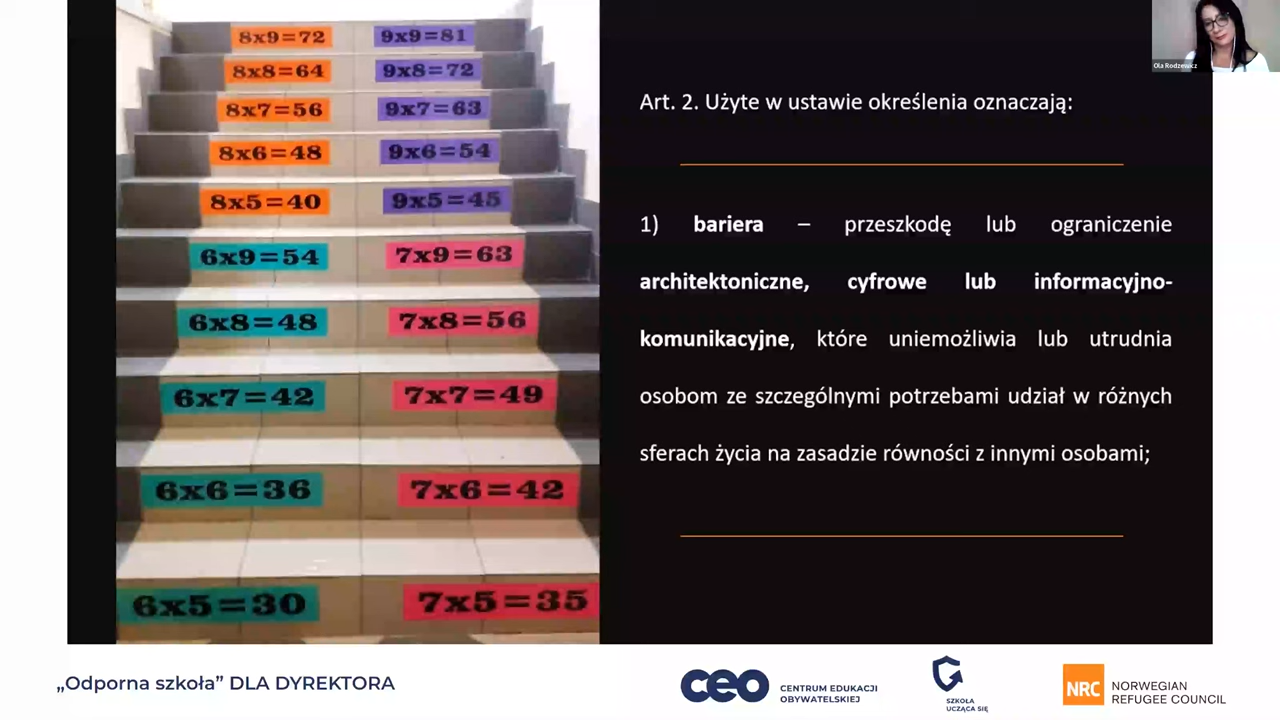 8x9=72 9x9=81
8x8=64 9x8=72
8x7=56 9x7=63
8x6=48 9x6=54
8x5=40 9x5=45
6x9=54 7x9=63
6x8=48 7x8=56
6x7=42 7x7=49
6x6=36 7x6=42
6x5=30 7x5=35
Ola Rodzewicz
Art. 2. Użyte w ustawie określenia oznaczają:
1) bariera – przeszkodę lub ograniczenie
architektoniczne, cyfrowe lub informacyjno-
komunikacyjne, które uniemożliwia lub utrudnia
osobom ze szczególnymi potrzebami udział w różnych
sferach życia na zasadzie równości z innymi osobami;
„Odporna szkoła” DLA DYREKTORA
ceo
CENTRUM EDUKACJI
OBYWATELSKIEJ
SZKOŁA
UCZĄCA SIĘ
NRC
NORWEGIAN
REFUGEE COUNCIL